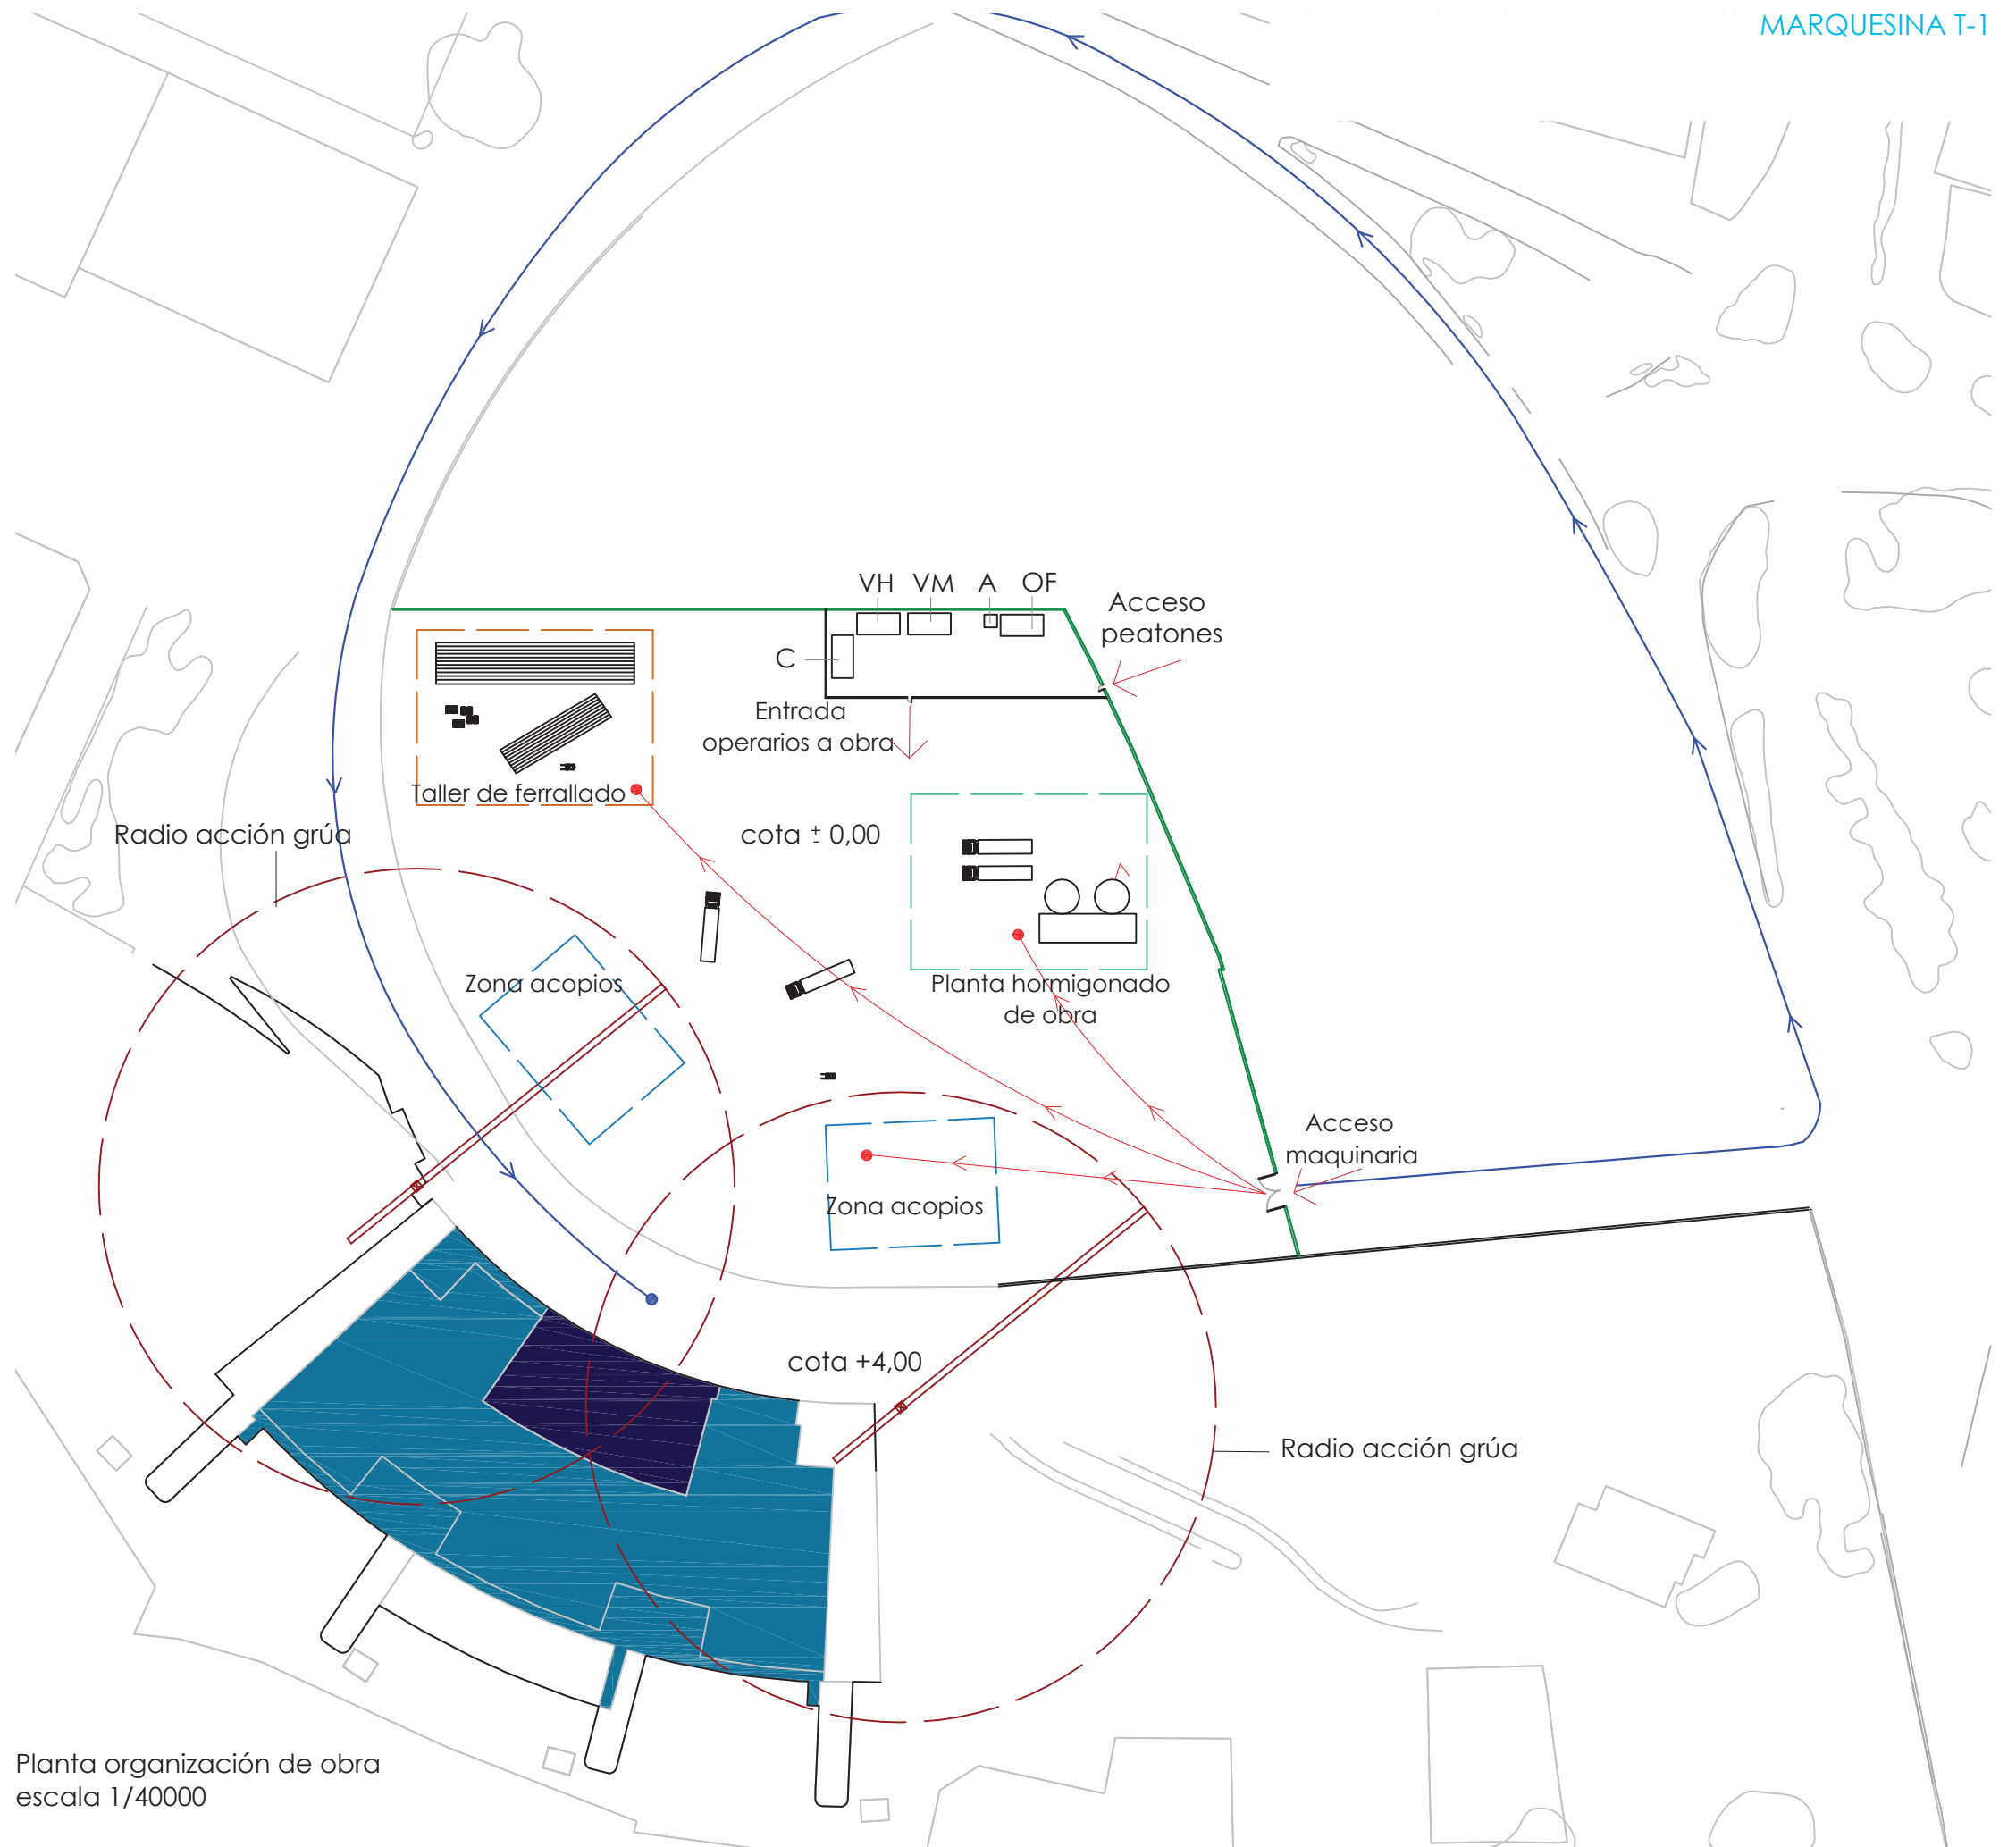 MARQUESINA T-1
VH VM A OF
Acceso
peatones
C
Entrada
operarios a obra
Taller de ferrallado
Radio acción grúa
cota ± 0,00
Zona acopios
Planta hormigonado
de obra
Acceso
maquinaria
Zona acopios
cota +4,00
Radio acción grúa
Planta organización de obra
escala 1/40000